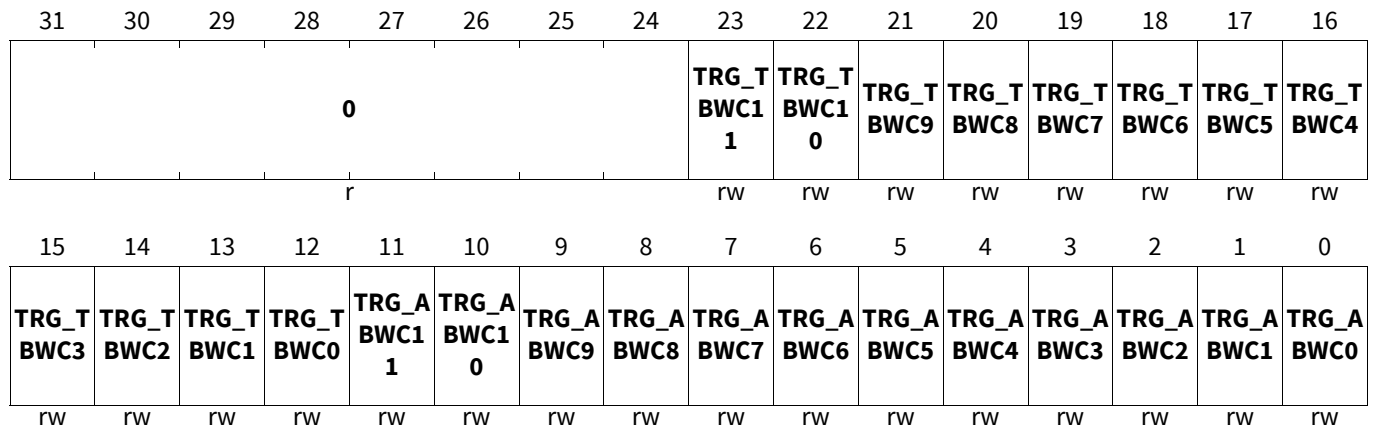 31 30 29 28 27 26 25 24 23 22 21 20 19 18 17 16
0 TRG_T BWC1 1 TRG_T BWC1 0 TRG_T BWC9 TRG_T BWC8 TRG_T BWC7 TRG_T BWC6 TRG_T BWC5 TRG_T BWC4
r rw rw rw rw rw rw rw rw
15 14 13 12 11 10 9 8 7 6 5 4 3 2 1 0
TRG_T BWC3 TRG_T BWC2 TRG_T BWC1 TRG_T BWC0 TRG_A BWC1 1 TRG_A BWC1 0 TRG_A BWC9 TRG_A BWC8 TRG_A BWC7 TRG_A BWC6 TRG_A BWC5 TRG_A BWC4 TRG_A BWC3 TRG_A BWC2 TRG_A BWC1 TRG_A BWC0
rw rw rw rw rw rw rw rw rw rw rw rw rw rw rw rw